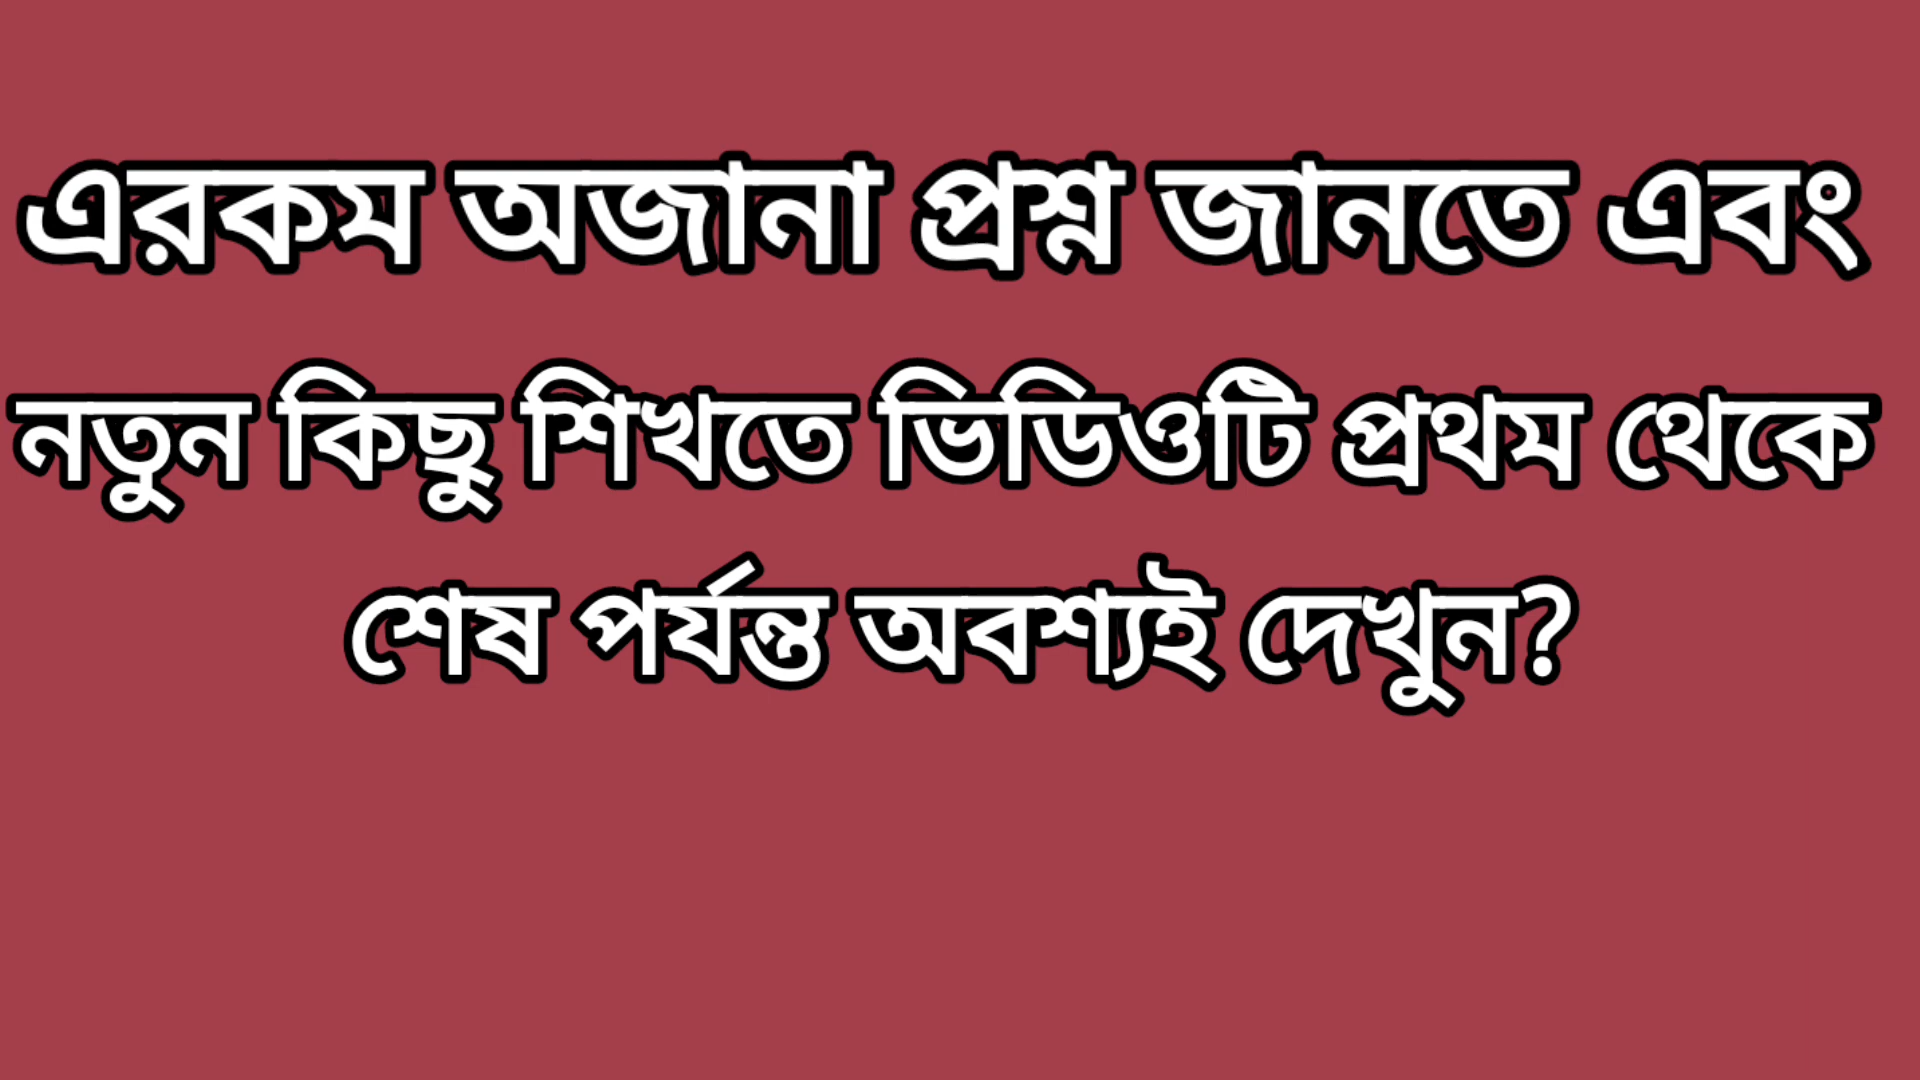 এরকম অজানা প্রশ্ন জানতে এবং
নতুন কিছু শিখতে ভিডিওটি প্রথম থেকে
শেষ পর্যন্ত অবশ্যই দেখুন?